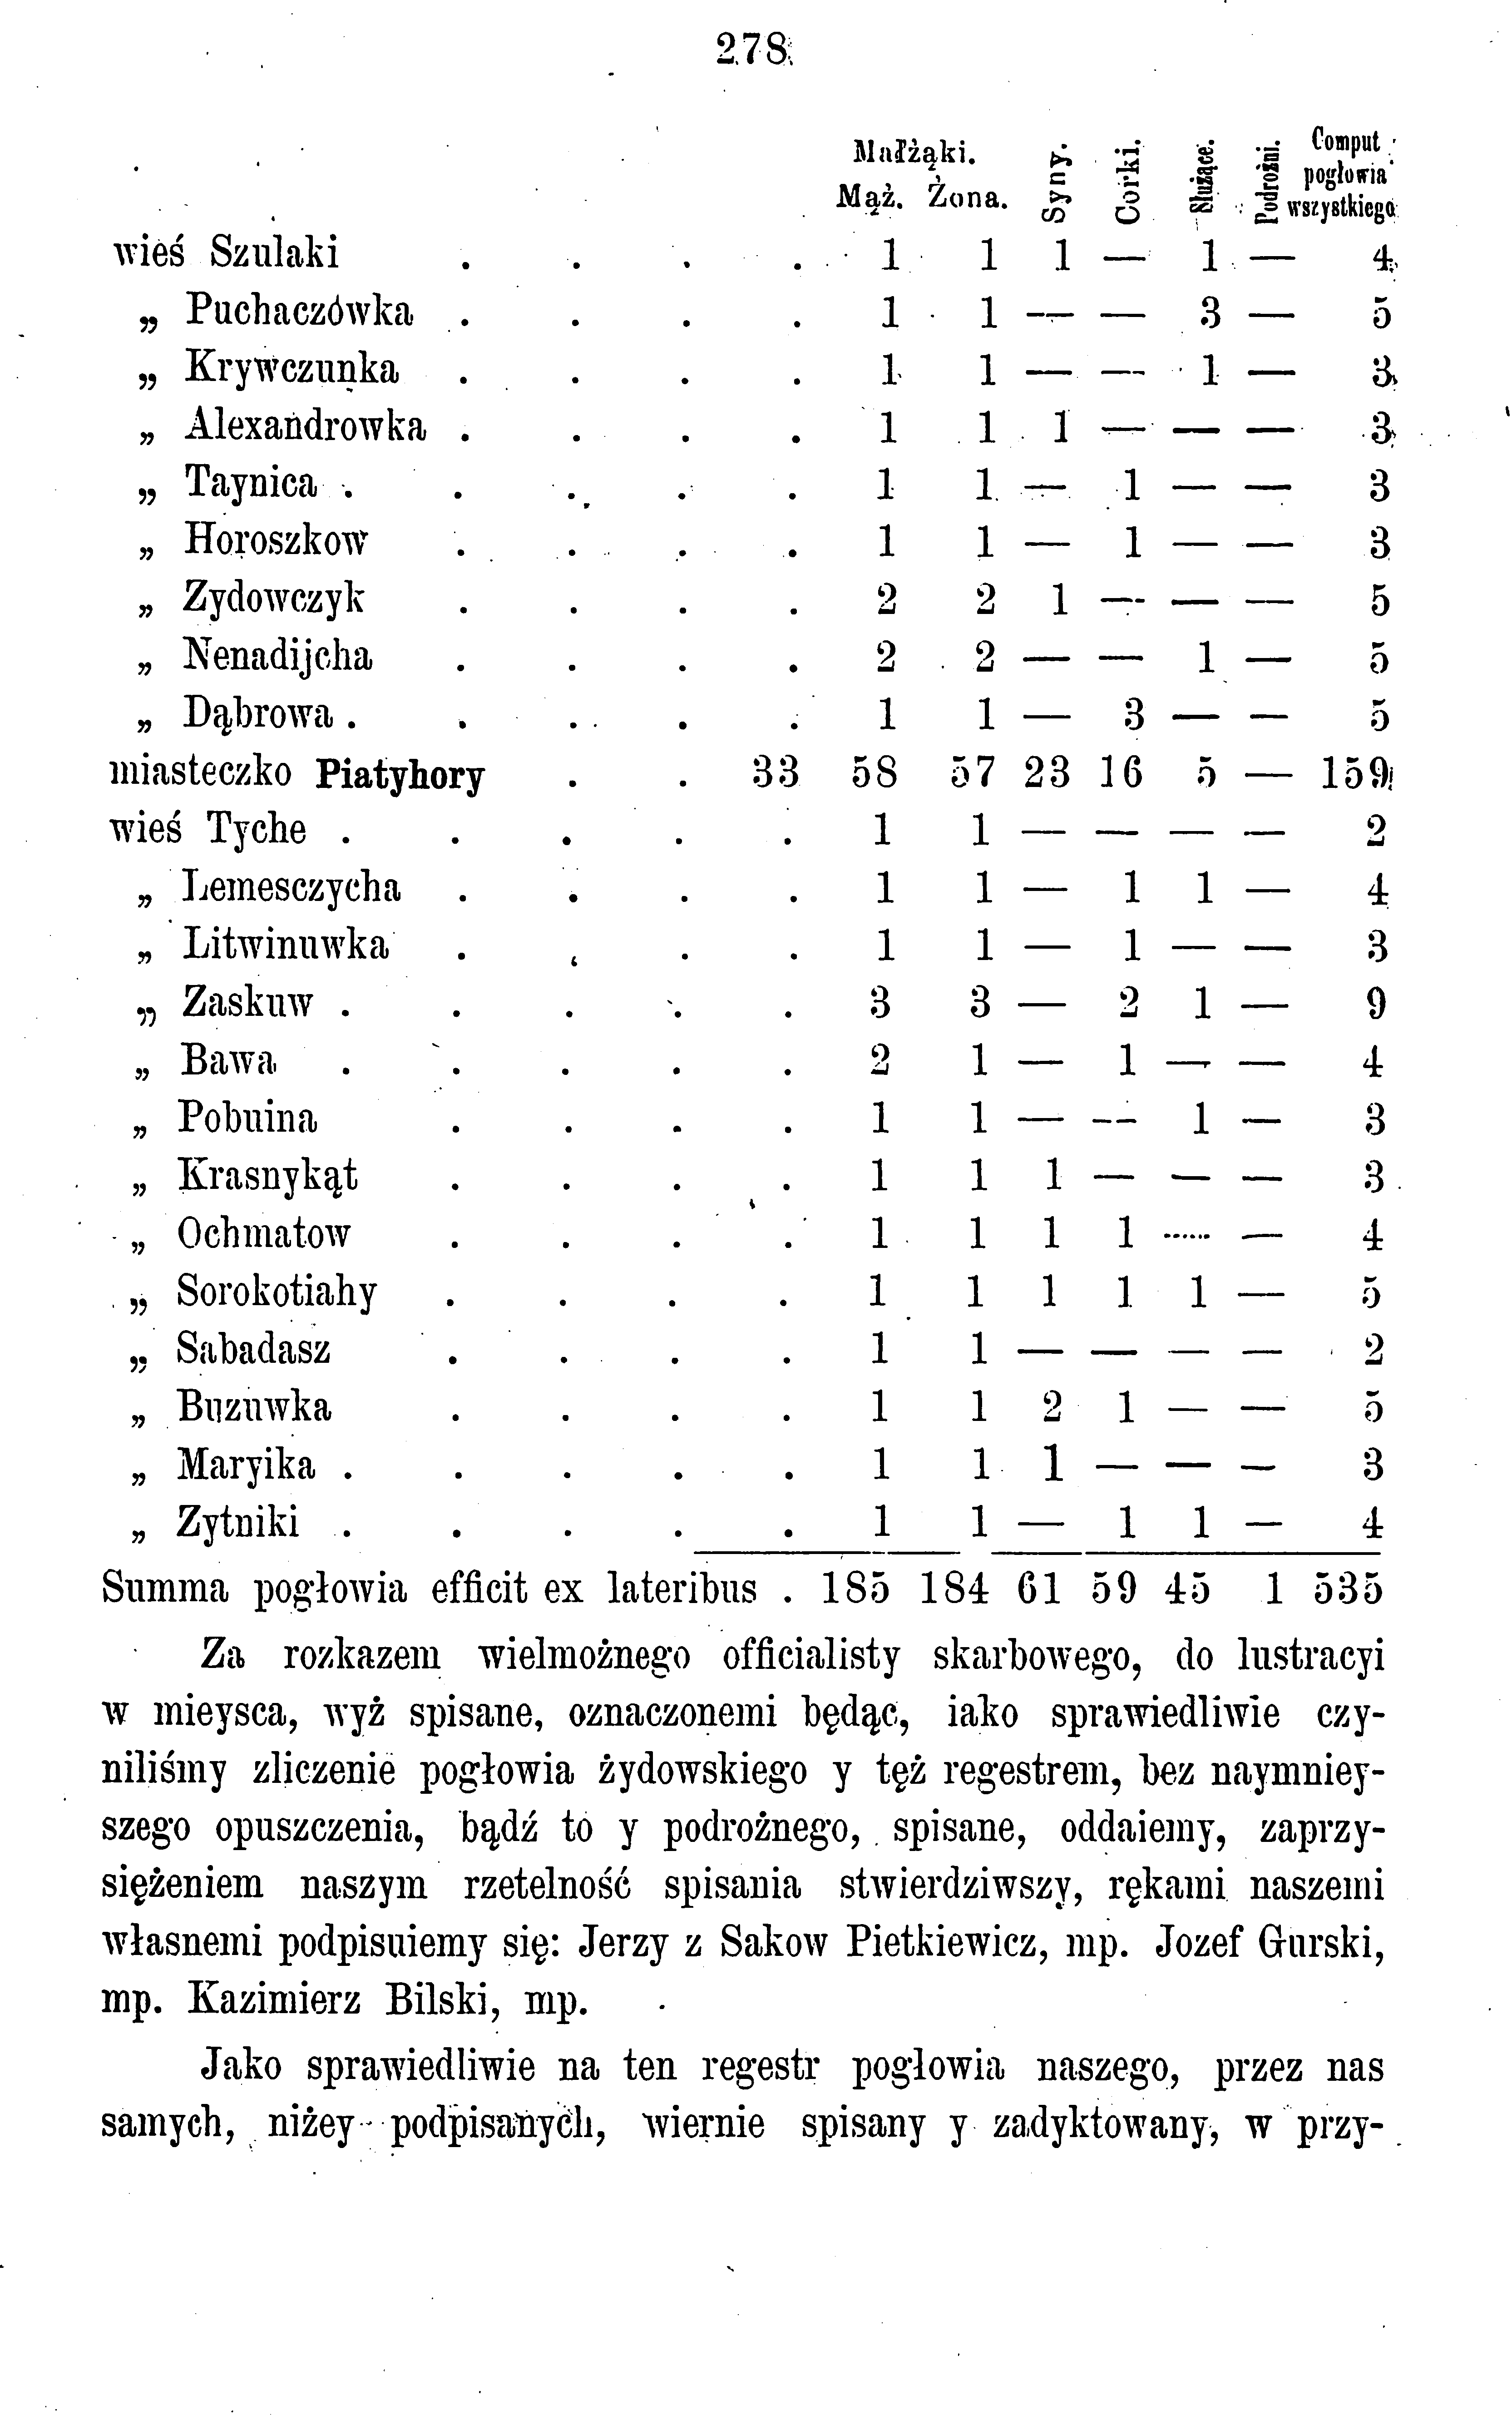 278
Małżąki.
Mąż. Żona. Syny. Corki. Służące. Podrożni. Comput pogłowia wszystkiego
wieś Szulaki . . . . 1 1 1 — 1 — 4
„ Puchaczówka . . . . 1 1 — — 3 — 5
„ Krywczunka . . . . 1 1 — — 1 — 3
„ Alexandrowka . . . . 1 1 1 — — — 3
„ Taynica . . . . . 1 1 — 1 — — 3
„ Horoszkow . . . . 1 1 — 1 — — 3
„ Zydowczyk . . . . 2 2 1 — — — 5
„ Nenadijcha . . . . 2 2 — — 1 — 5
„ Dąbrowa . . . . . 1 1 — 3 — — 5
miasteczko Piatyhory . . 33 58 57 23 16 5 — 159
wieś Tyche . . . . . 1 1 — — — — 2
„ Lemesczycha . . . . 1 1 — 1 1 — 4
„ Litwinuwka . . . . 1 1 — 1 — — 3
„ Zaskuw . . . . . 3 3 — 2 1 — 9
„ Bawa . . . . . 2 1 — 1 — — 4
„ Pobuina . . . . 1 1 — — 1 — 3
„ Krasnykąt . . . . 1 1 1 — — — 3
„ Ochmatow . . . . 1 1 1 1 — — 4
„ Sorokotiahy . . . . 1 1 1 1 1 — 5
„ Sabadasz . . . . 1 1 — — — — 2
„ Buzuwka . . . . 1 1 2 1 — — 5
„ Maryika . . . . . 1 1 1 — — — 3
„ Zytniki . . . . . 1 1 — 1 1 — 4
Summa pogłowia efficit ex lateribus . 185 184 61 59 45 1 535
Za rozkazem wielmożnego officialisty skarbowego, do lustracyi
w mieysca, wyż spisane, oznaczonemi będąc, iako sprawiedliwie czy-
niliśmy zliczenie pogłowia żydowskiego y tęż regestrem, bez naymniey-
szego opuszczenia, bądź to y podrożnego, spisane, oddaiemy, zaprzy-
siężeniem naszym rzetelność spisania stwierdziwszy, rękami naszemi
własnemi podpisuiemy się: Jerzy z Sakow Pietkiewicz, mp. Jozef Gurski,
mp. Kazimierz Bilski, mp.
Jako sprawiedliwie na ten regestr pogłowia naszego, przez nas
samych, niżey podpisanych, wiernie spisany y zadyktowany, w przy-